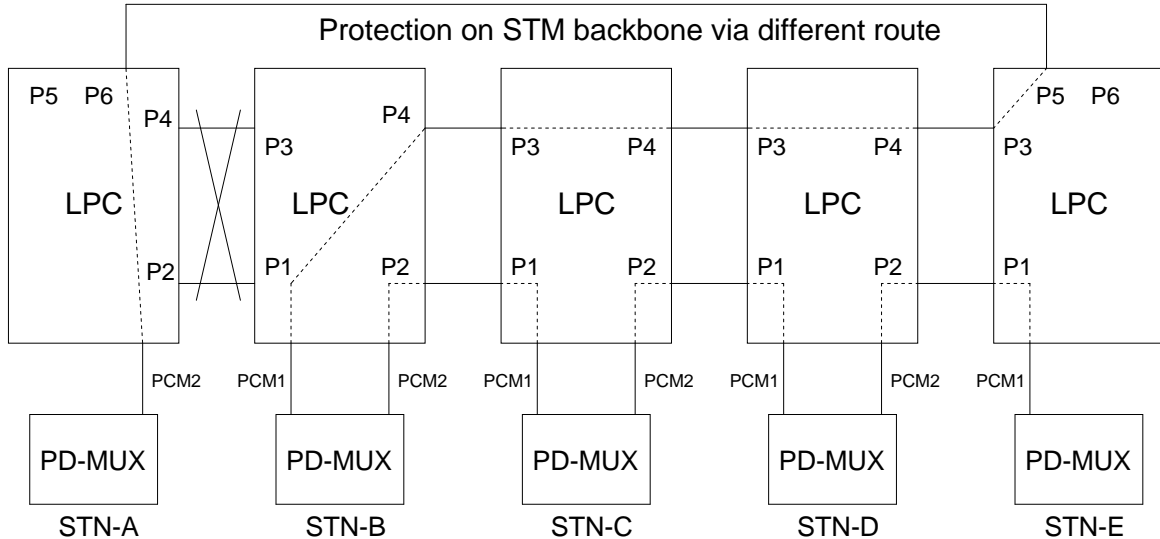 Protection on STM backbone via different route
P5 P6 P4 P4 P5 P6
P3 P3 P4 P3 P4 P3
LPC LPC LPC LPC LPC
P2 P1 P2 P1 P2 P1 P2 P1
PCM2 PCM1 PCM2 PCM1 PCM2 PCM1 PCM2 PCM1
PD-MUX PD-MUX PD-MUX PD-MUX PD-MUX
STN-A STN-B STN-C STN-D STN-E